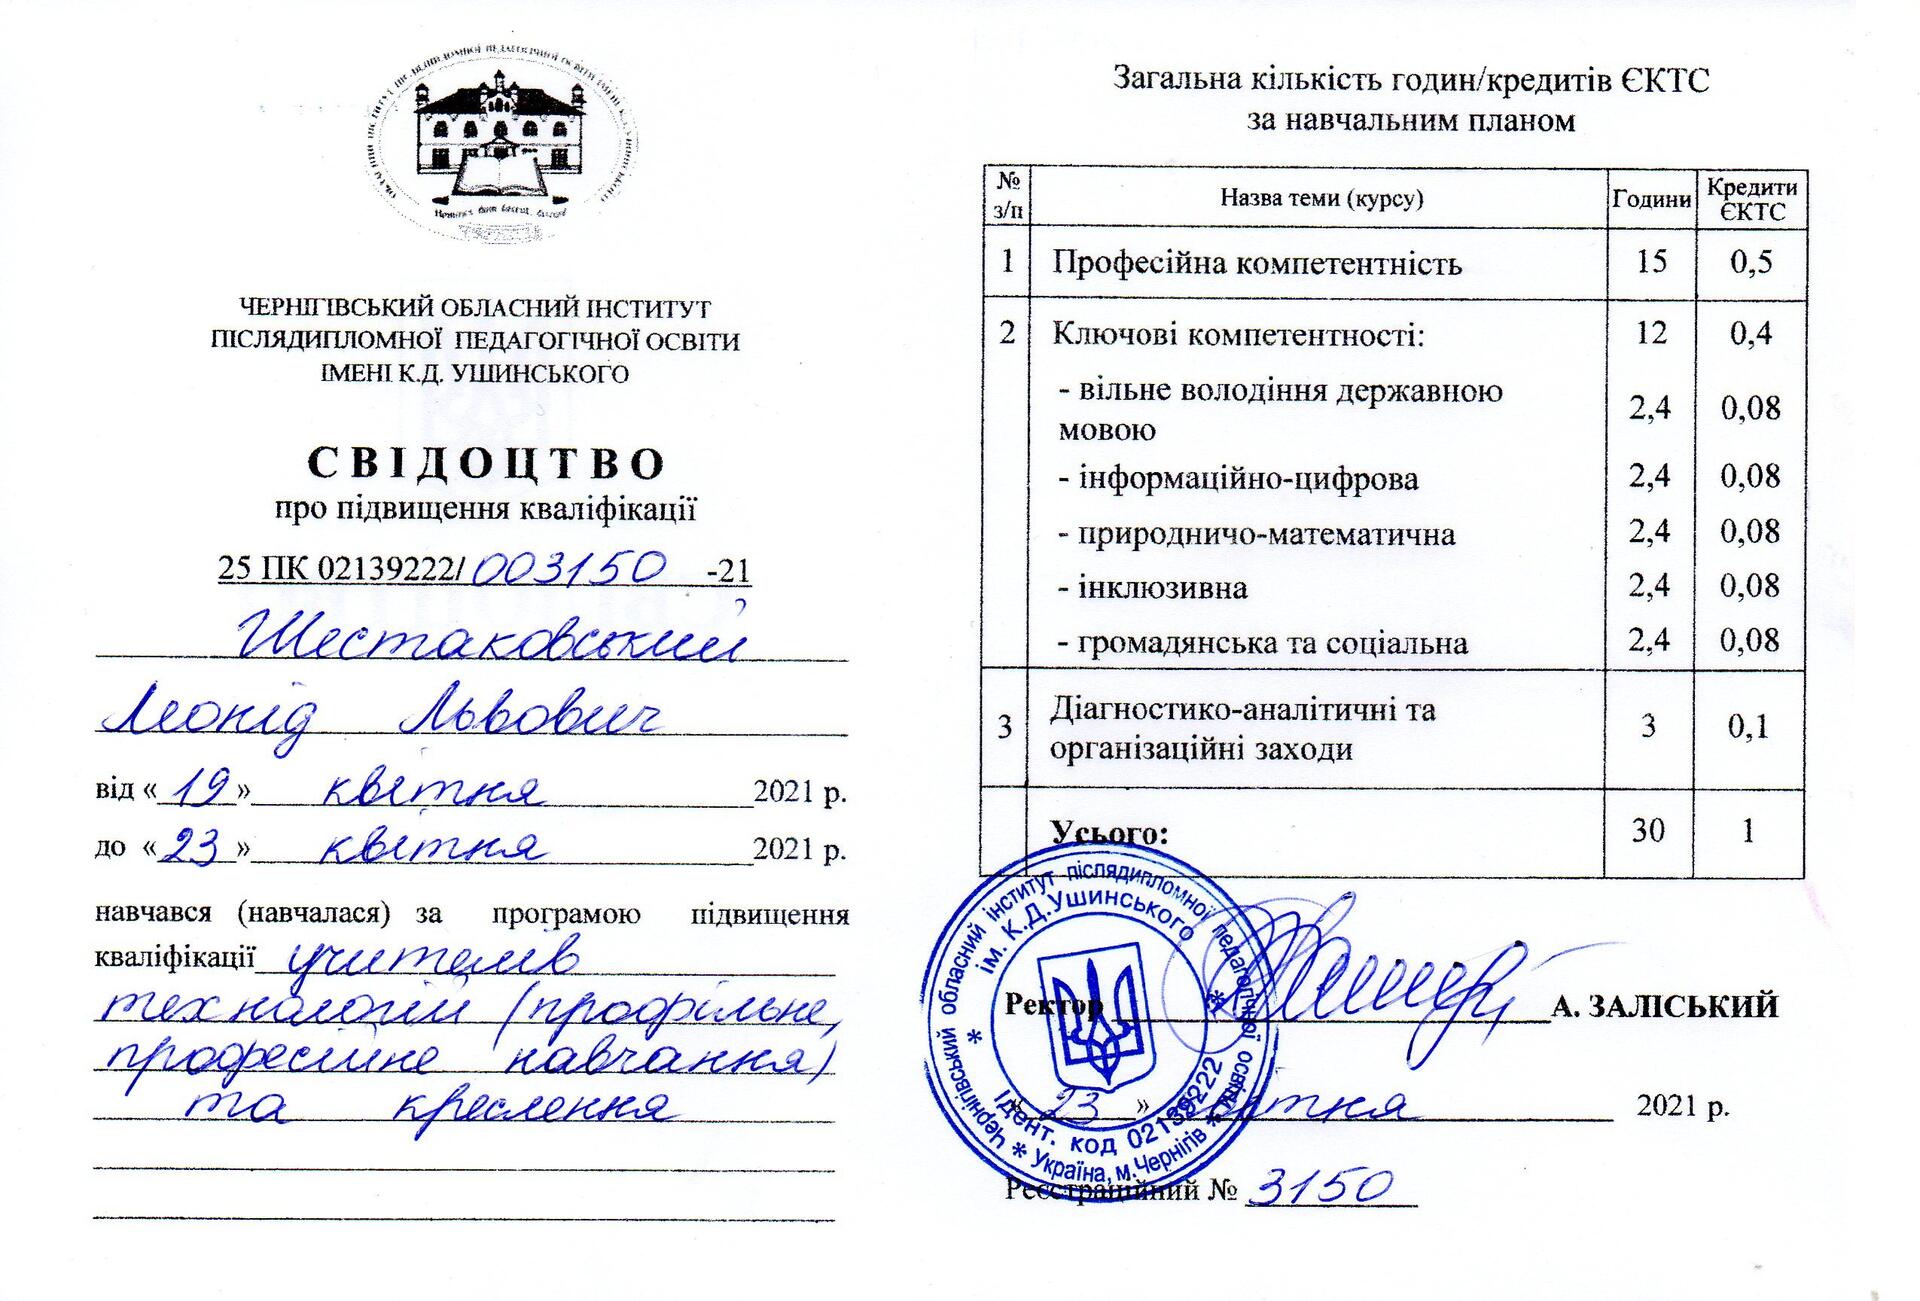 ЧЕРНІГІВСЬКИЙ ОБЛАСНИЙ ІНСТИТУТ
ПІСЛЯДИПЛОМНОЇ ПЕДАГОГІЧНОЇ ОСВІТИ
ІМЕНІ К.Д. УШИНСЬКОГО
СВІДОЦТВО
про підвищення кваліфікації
25 ПК 02139222/ 003150 -21
Шестаковський
Леонід Львович
від « 19 » квітня 2021 р.
до « 23 » квітня 2021 р.
навчався (навчалася) за програмою підвищення
кваліфікації учителів
технологій (профільне,
професійне навчання)
та креслення
Загальна кількість годин/кредитів ЄКТС
за навчальним планом
№ з/п Назва теми (курсу) Години Кредити ЄКТС
1 Професійна компетентність 15 0,5
2 Ключові компетентності: 12 0,4
- вільне володіння державною
мовою 2,4 0,08
- інформаційно-цифрова 2,4 0,08
- природничо-математична 2,4 0,08
- інклюзивна 2,4 0,08
- громадянська та соціальна 2,4 0,08
3 Діагностико-аналітичні та
організаційні заходи 3 0,1
Усього: 30 1
Ректор А. ЗАЛІСЬКИЙ
« 23 » квітня 2021 р.
Реєстраційний № 3150
Чернігівський обласний інститут післядипломної педагогічної освіти
ім. К.Д.Ушинського
Ідент. код 02139222
* Україна, м.Чернігів *